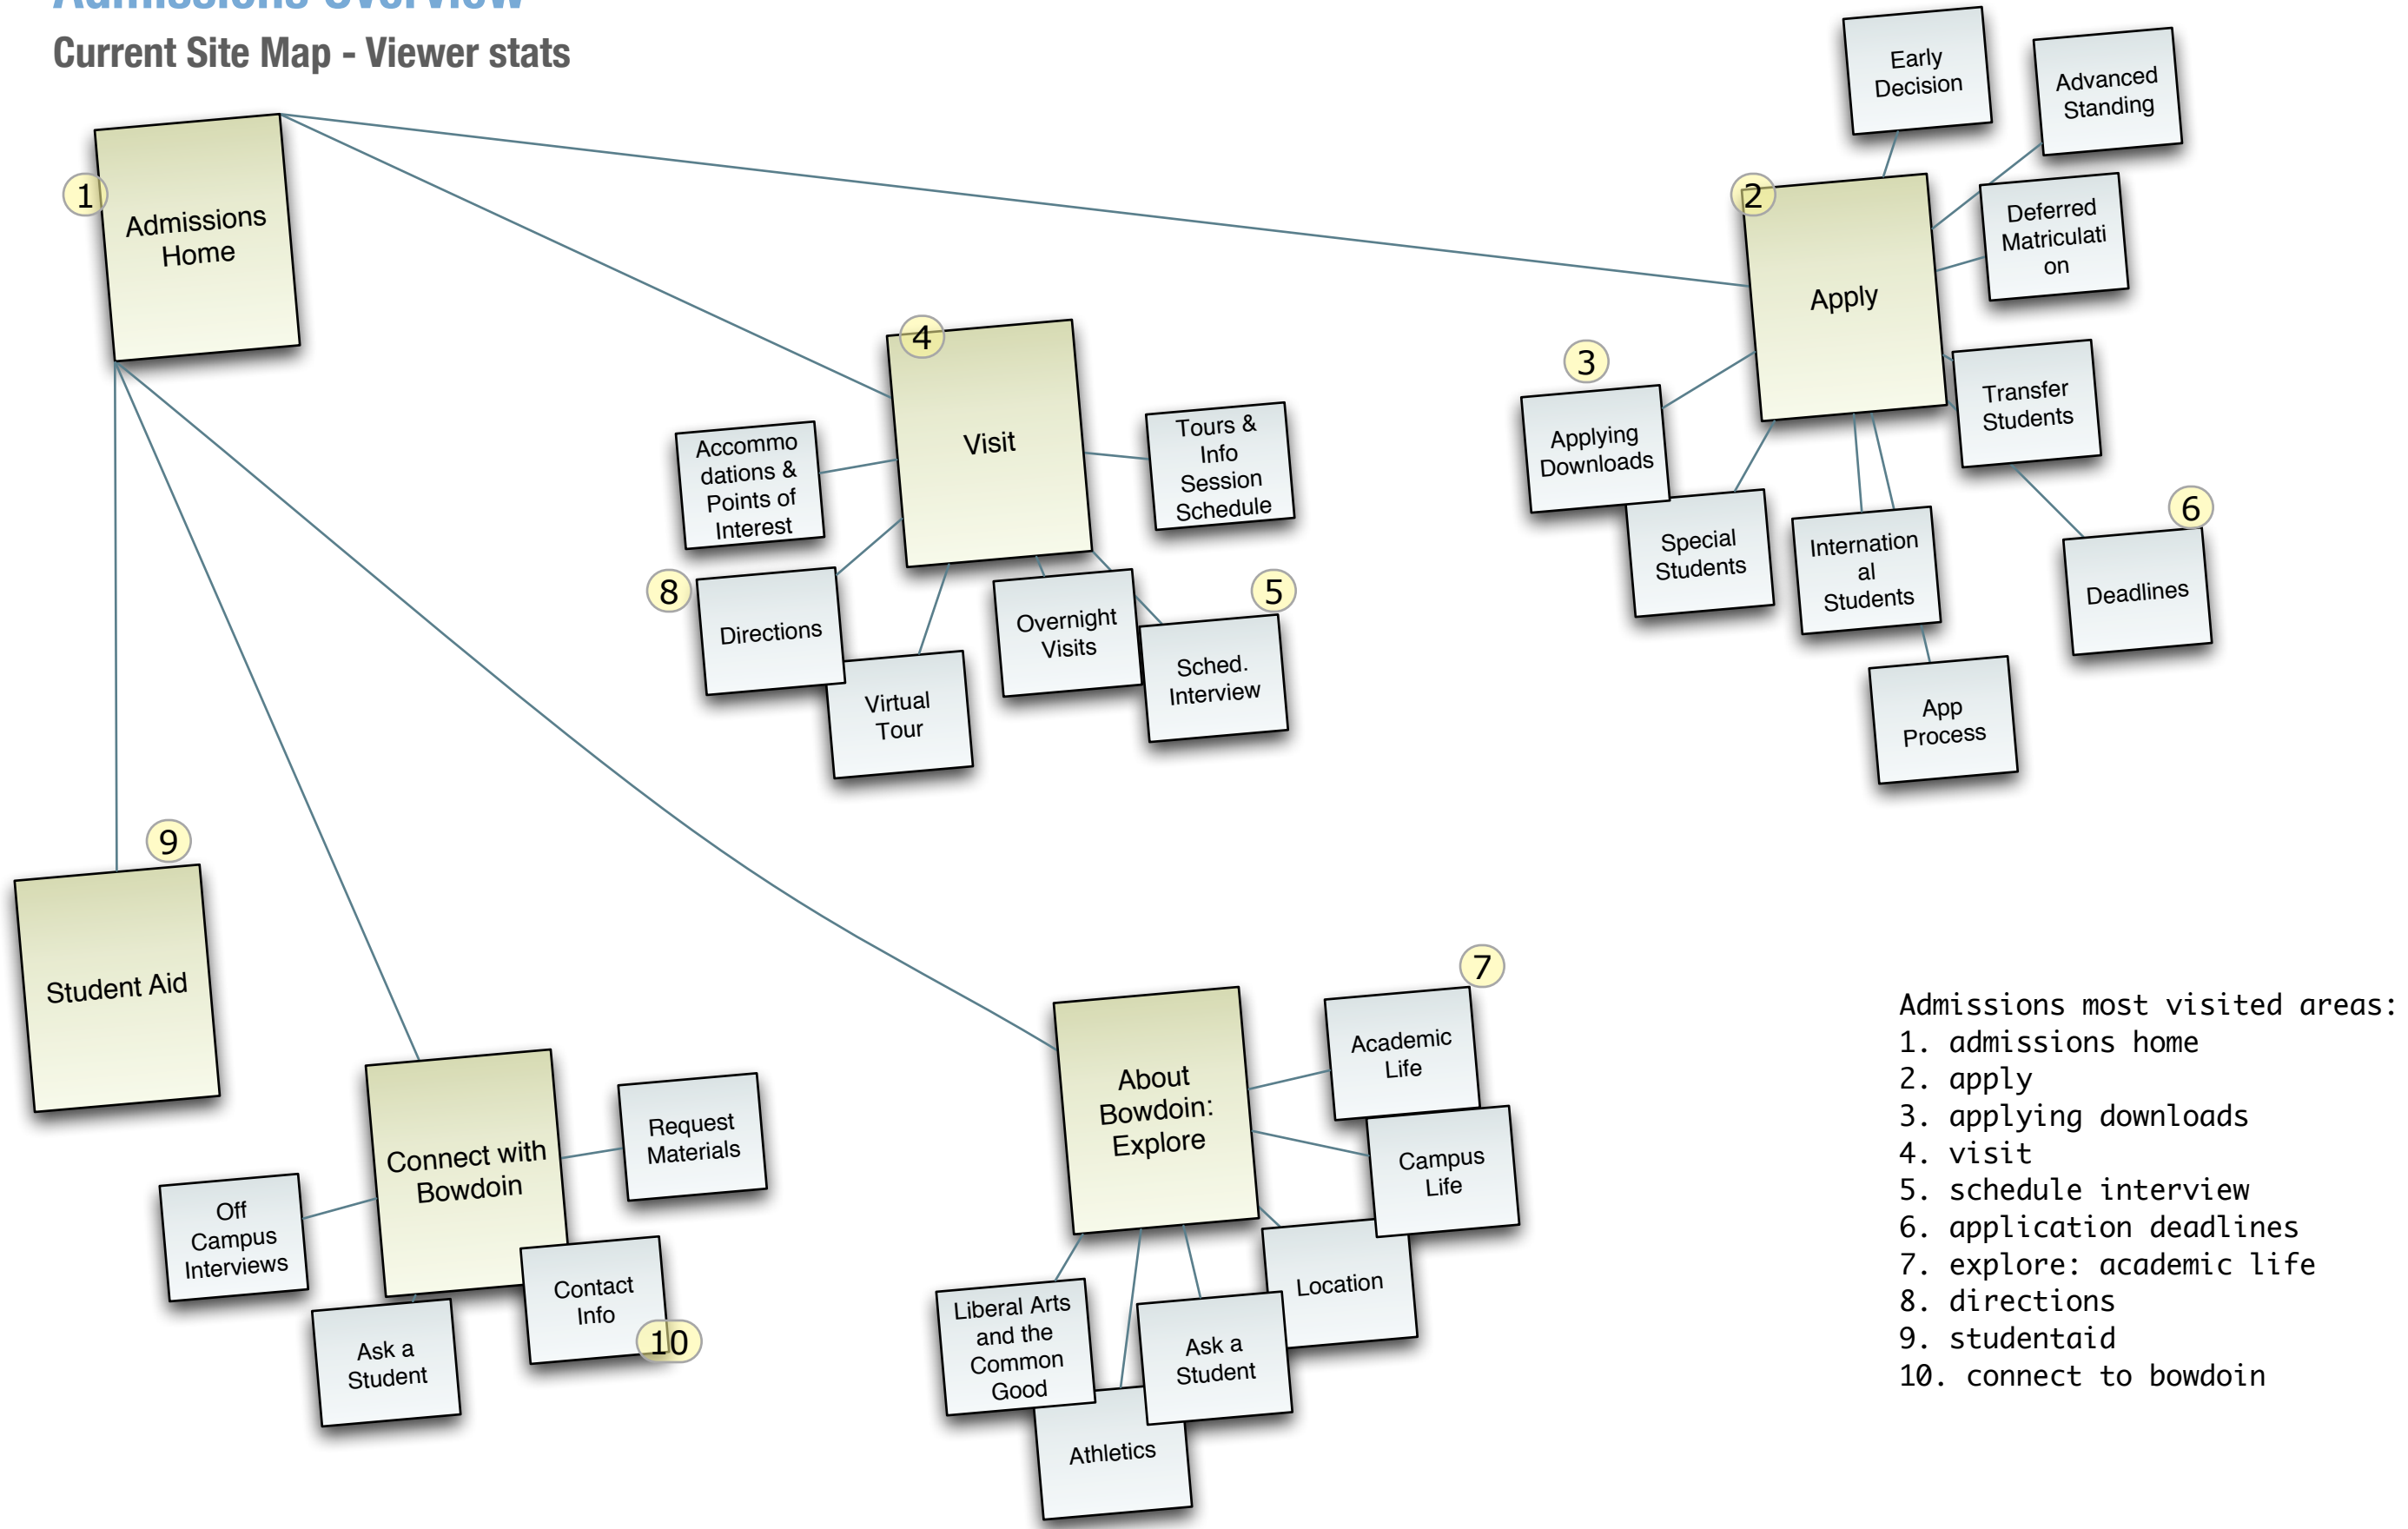 Admissions Overview
Current Site Map - Viewer stats
1
Admissions
Home
2
Apply
Early
Decision
Advanced
Standing
Deferred
Matriculati
on
Transfer
Students
6
Deadlines
3
Applying
Downloads
Special
Students
Internation
al
Students
App
Process
4
Visit
Accommo
dations &
Points of
Interest
Tours &
Info
Session
Schedule
8
Directions
Virtual
Tour
Overnight
Visits
5
Sched.
Interview
9
Student Aid
Connect with
Bowdoin
Request
Materials
Off
Campus
Interviews
Ask a
Student
Contact
Info
10
About
Bowdoin:
Explore
7
Academic
Life
Campus
Life
Location
Ask a
Student
Liberal Arts
and the
Common
Good
Athletics
Admissions most visited areas:
1. admissions home
2. apply
3. applying downloads
4. visit
5. schedule interview
6. application deadlines
7. explore: academic life
8. directions
9. studentaid
10. connect to bowdoin